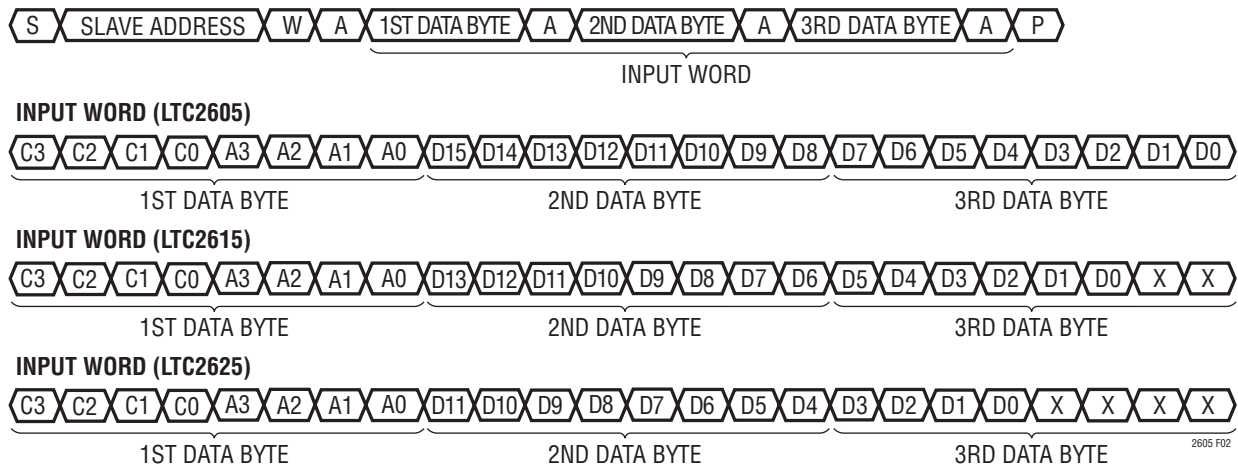 S SLAVE ADDRESS W A 1ST DATA BYTE A 2ND DATA BYTE A 3RD DATA BYTE A P
INPUT WORD
INPUT WORD (LTC2605)
C3 C2 C1 C0 A3 A2 A1 A0 D15 D14 D13 D12 D11 D10 D9 D8 D7 D6 D5 D4 D3 D2 D1 D0
1ST DATA BYTE 2ND DATA BYTE 3RD DATA BYTE
INPUT WORD (LTC2615)
C3 C2 C1 C0 A3 A2 A1 A0 D13 D12 D11 D10 D9 D8 D7 D6 D5 D4 D3 D2 D1 D0 X X
1ST DATA BYTE 2ND DATA BYTE 3RD DATA BYTE
INPUT WORD (LTC2625)
C3 C2 C1 C0 A3 A2 A1 A0 D11 D10 D9 D8 D7 D6 D5 D4 D3 D2 D1 D0 X X X X
1ST DATA BYTE 2ND DATA BYTE 3RD DATA BYTE 2605 F02